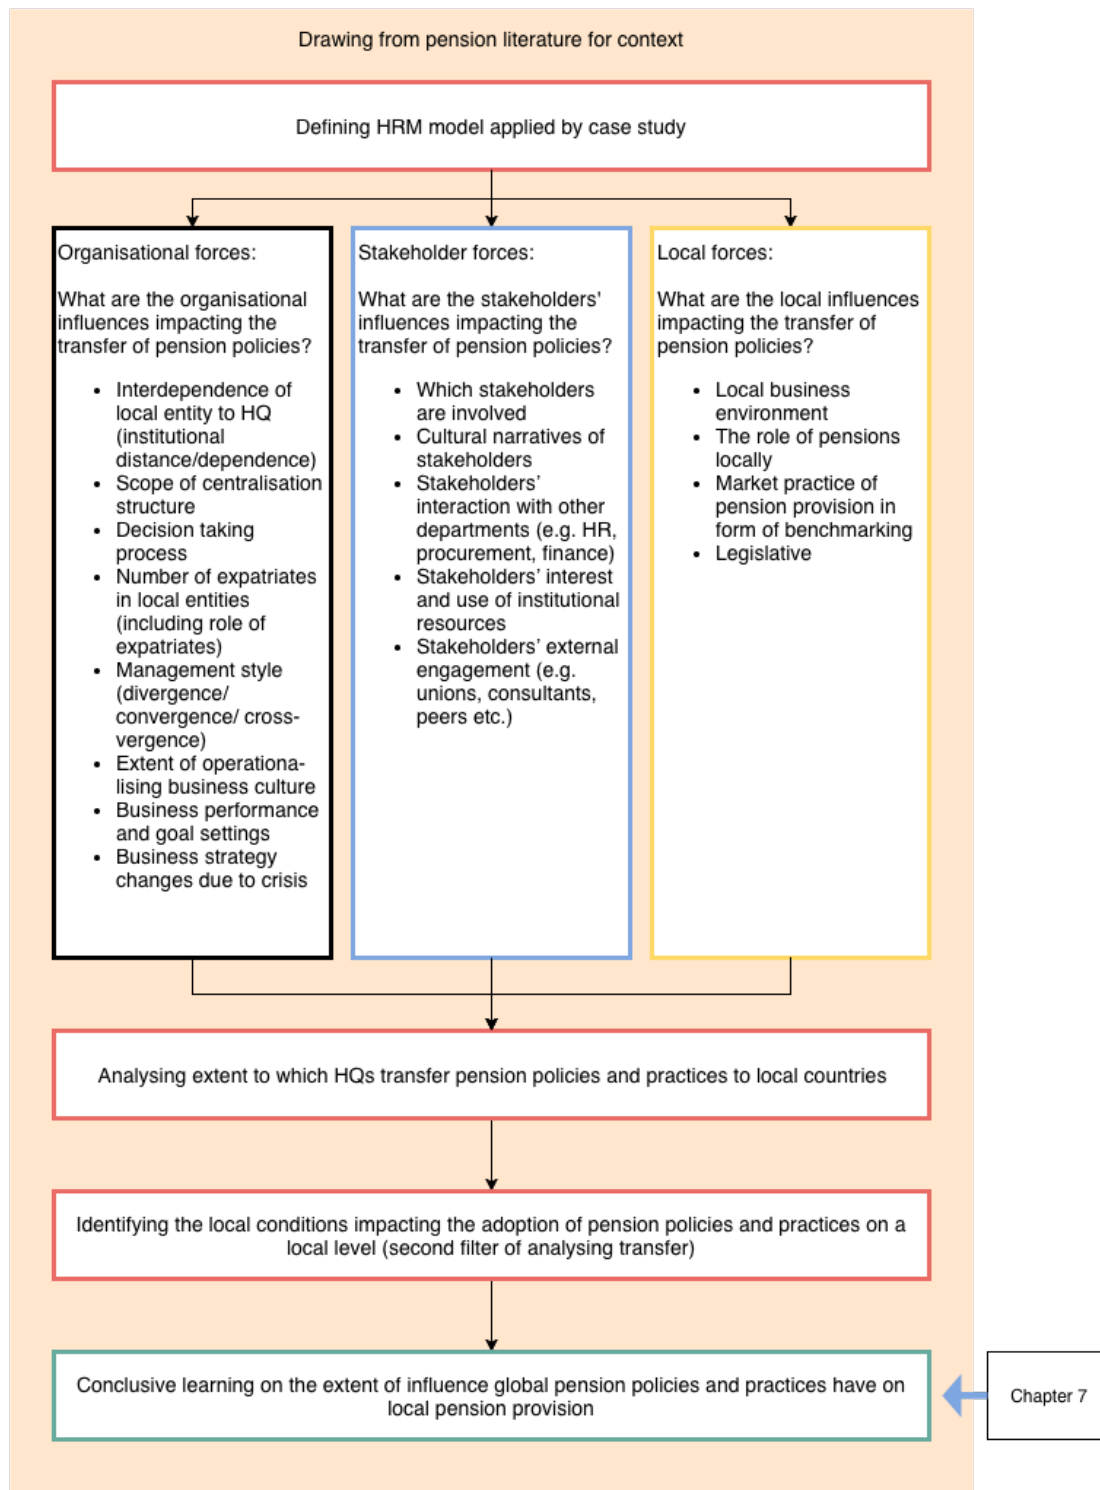 Drawing from pension literature for context
Defining HRM model applied by case study
Organisational forces:
What are the organisational
influences impacting the
transfer of pension policies?
• Interdependence of
local entity to HQ
(institutional
distance/dependence)
• Scope of centralisation
structure
• Decision taking
process
• Number of expatriates
in local entities
(including role of
expatriates)
• Management style
(divergence/
convergence/ cross-
vergence)
• Extent of operationa-
lising business culture
• Business performance
and goal settings
• Business strategy
changes due to crisis
Stakeholder forces:
What are the stakeholders'
influences impacting the
transfer of pension policies?
• Which stakeholders
are involved
• Cultural narratives of
stakeholders
• Stakeholders'
interaction with other
departments (e.g. HR,
procurement, finance)
• Stakeholders' interest
and use of institutional
resources
• Stakeholders' external
engagement (e.g.
unions, consultants,
peers etc.)
Local forces:
What are the local influences
impacting the transfer of
pension policies?
• Local business
environment
• The role of pensions
locally
• Market practice of
pension provision in
form of benchmarking
• Legislative
Analysing extent to which HQs transfer pension policies and practices to local countries
Identifying the local conditions impacting the adoption of pension policies and practices on a
local level (second filter of analysing transfer)
Conclusive learning on the extent of influence global pension policies and practices have on
local pension provision
Chapter 7